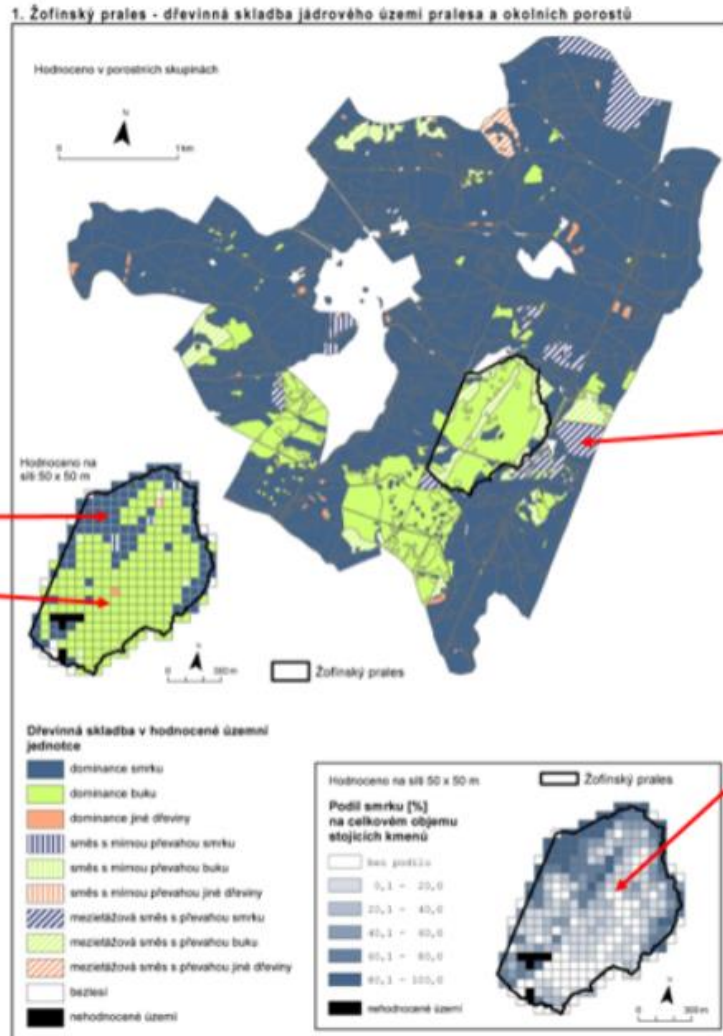 1. Žofínský prales - dřevinná skladba jádrového území pralesa a okolních porostů
Hodnoceno v porostních skupinách
N
0 1 km
Hodnoceno na
síti 50 x 50 m
N
0 300 m
Žofínský prales
Dřevinná skladba v hodnocené územní
jednotce
dominance smrku
dominance buku
dominance jiné dřeviny
směs s mírnou převahou smrku
směs s mírnou převahou buku
směs s mírnou převahou jiné dřeviny
mezietážová směs s převahou smrku
mezietážová směs s převahou buku
mezietážová směs s převahou jiné dřeviny
bezlesí
nehodnocené území
Hodnoceno na síti 50 x 50 m
Žofínský prales
Podíl smrku [%]
na celkovém objemu
stojících kmenů
bez podílu
0,1 - 20,0
20,1 - 40,0
40,1 - 60,0
60,1 - 80,0
80,1 - 100,0
nehodnocené území
N
0 300 m